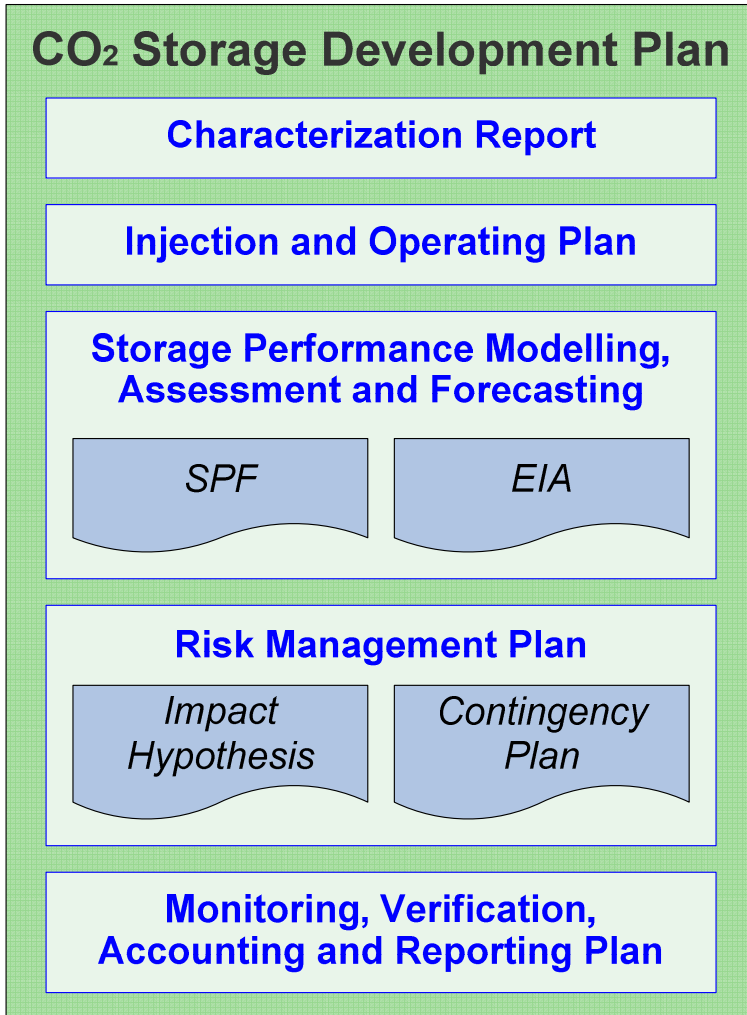 CO₂ Storage Development Plan
Characterization Report
Injection and Operating Plan
Storage Performance Modelling,
Assessment and Forecasting
SPF
EIA
Risk Management Plan
Impact
Hypothesis
Contingency
Plan
Monitoring, Verification,
Accounting and Reporting Plan